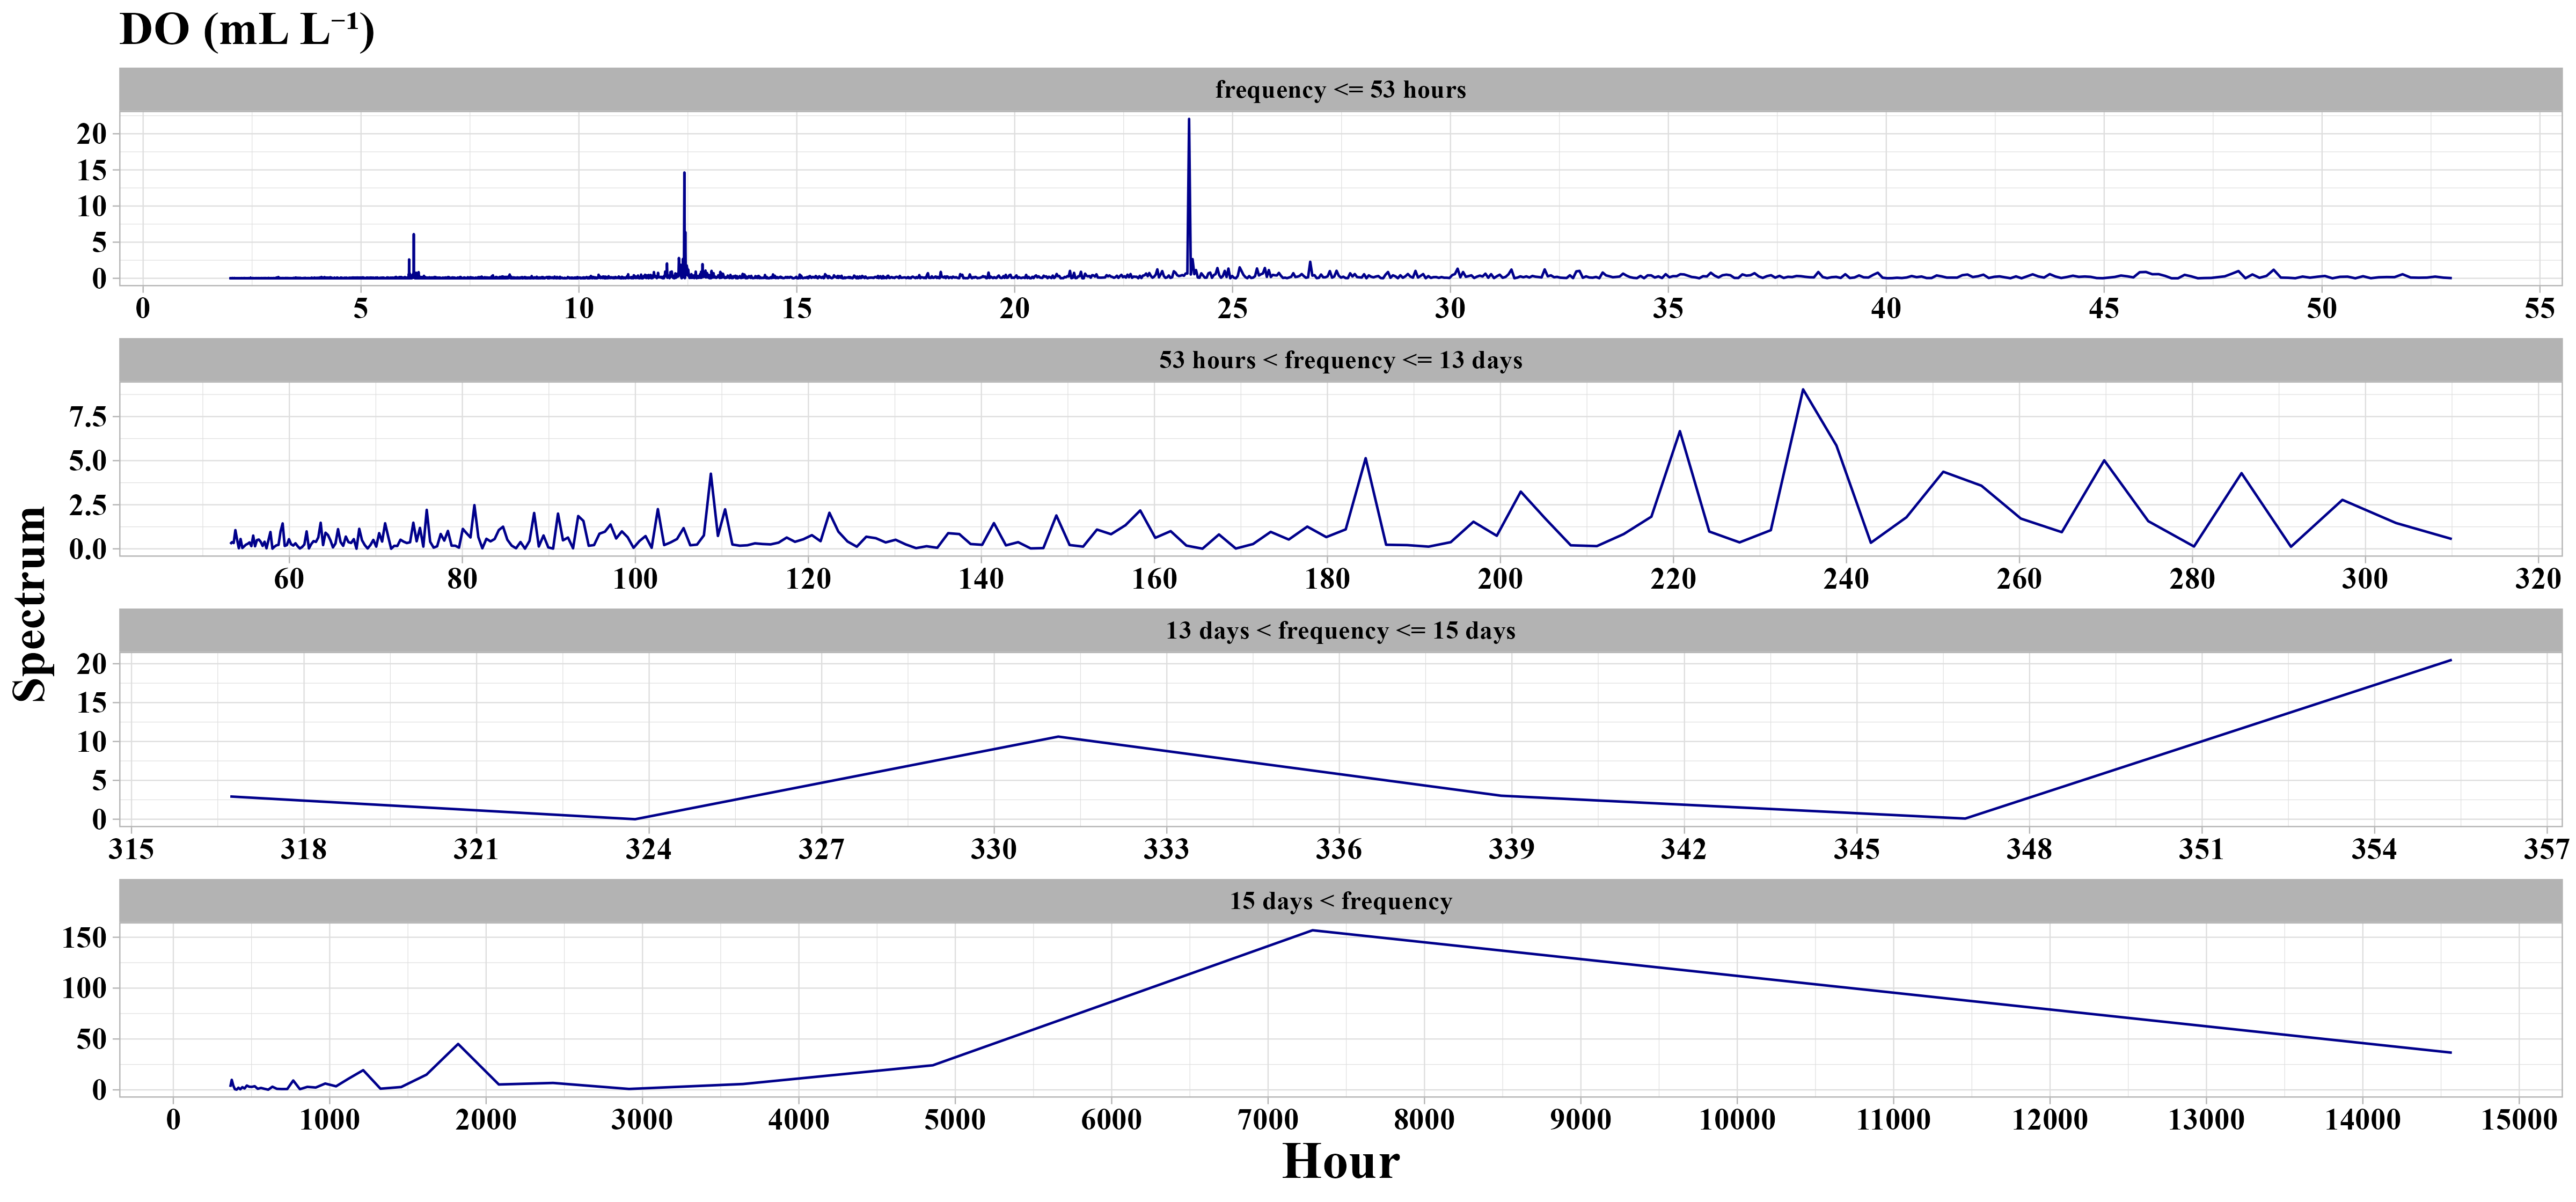 DO (mL L⁻¹)
frequency <= 53 hours
20
15
10
5
0
0 5 10 15 20 25 30 35 40 45 50 55
53 hours < frequency <= 13 days
7.5
5.0
2.5
0.0
60 80 100 120 140 160 180 200 220 240 260 280 300 320
Spectrum
13 days < frequency <= 15 days
20
15
10
5
0
315 318 321 324 327 330 333 336 339 342 345 348 351 354 357
15 days < frequency
150
100
50
0
0 1000 2000 3000 4000 5000 6000 7000 8000 9000 10000 11000 12000 13000 14000 15000
Hour